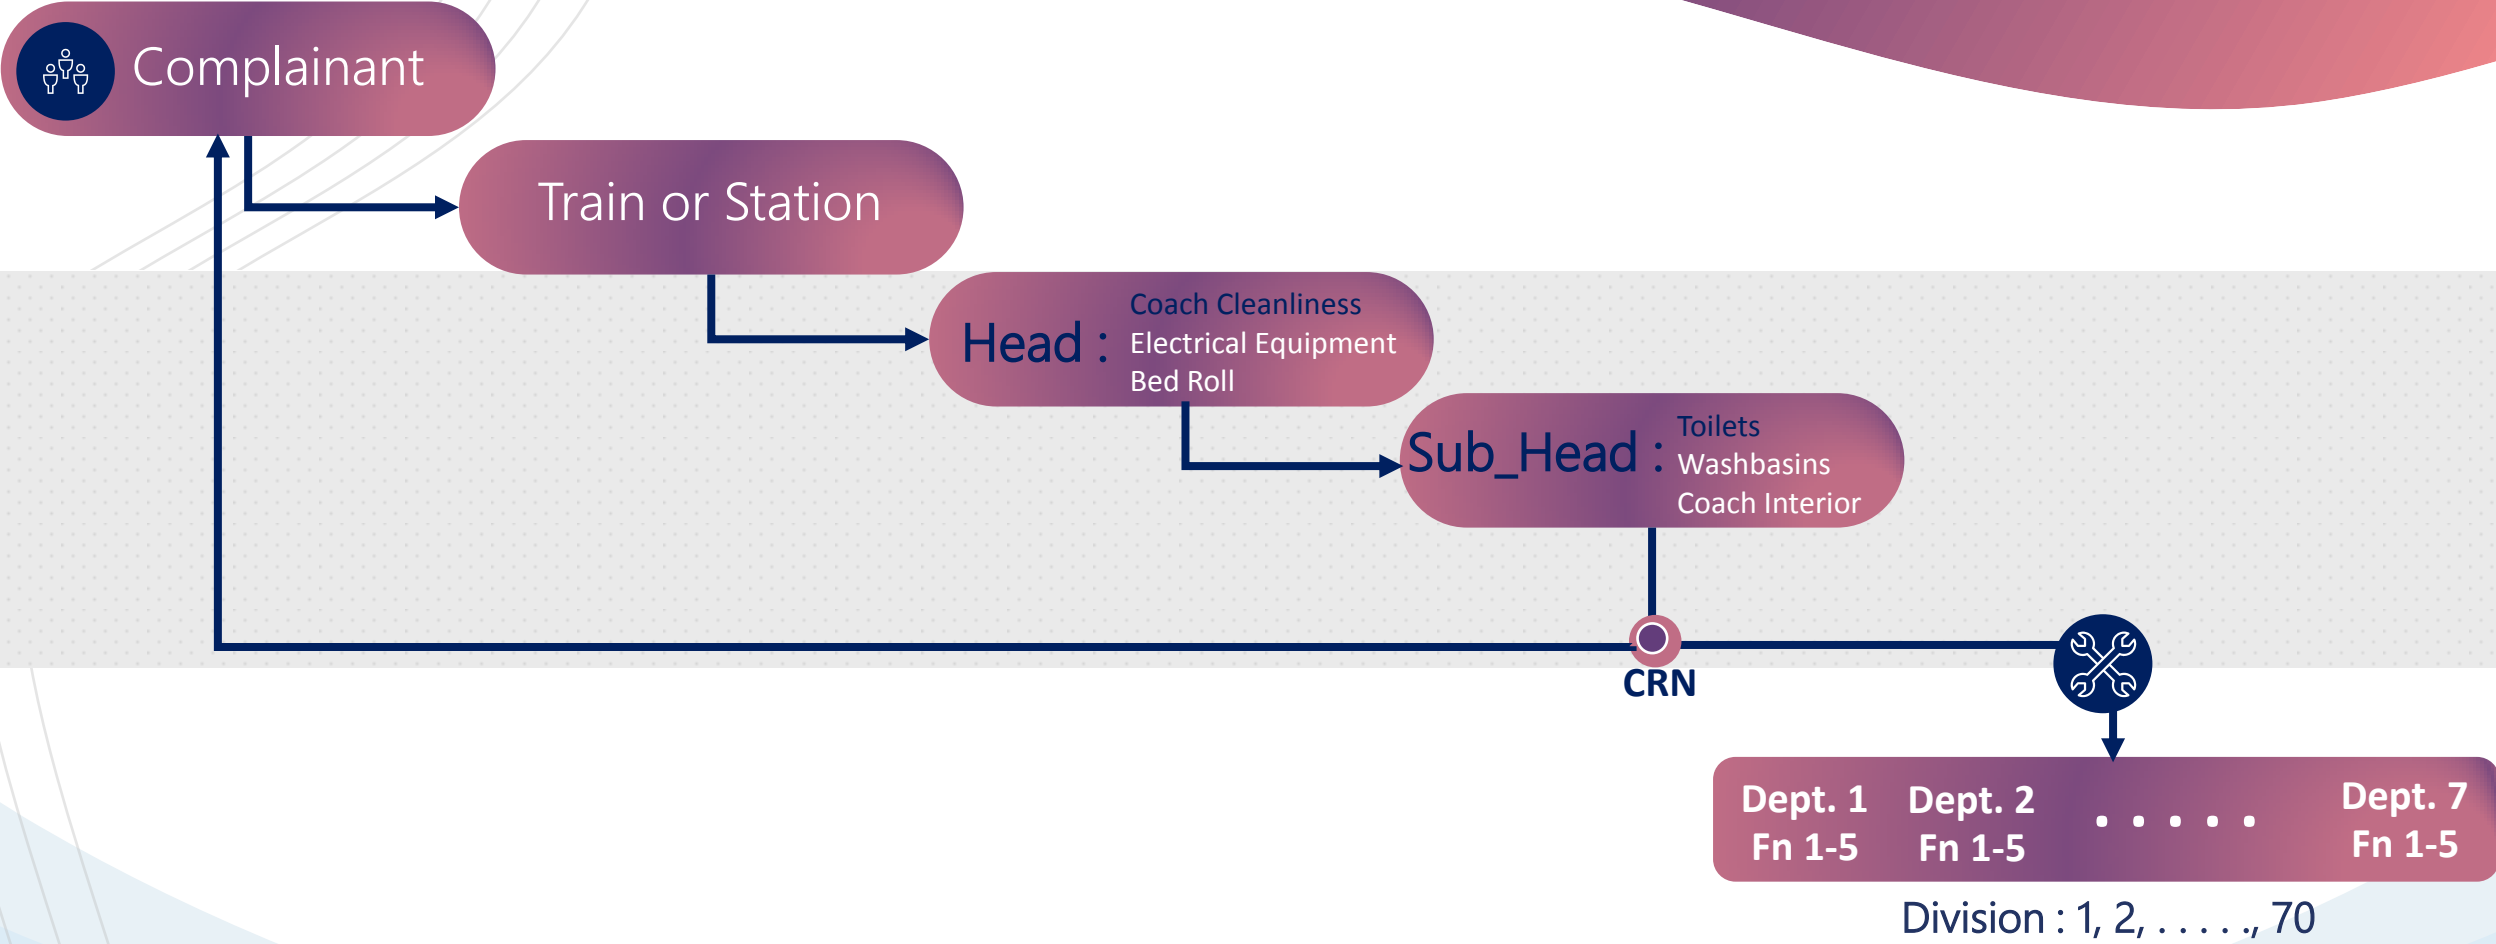 Complainant
Train or Station
Head :
Coach Cleanliness
Electrical Equipment
Bed Roll
Sub_Head :
Toilets
Washbasins
Coach Interior
CRN
Dept. 1
Fn 1-5
Dept. 2
Fn 1-5
. . . . .
Dept. 7
Fn 1-5
Division : 1, 2, . . . . ., 70